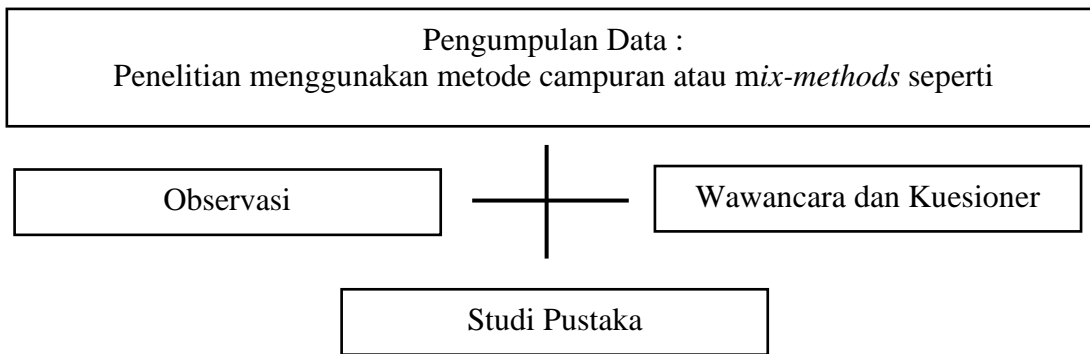 Pengumpulan Data :
Penelitian menggunakan metode campuran atau mix-methods seperti
Observasi
Wawancara dan Kuesioner
Studi Pustaka